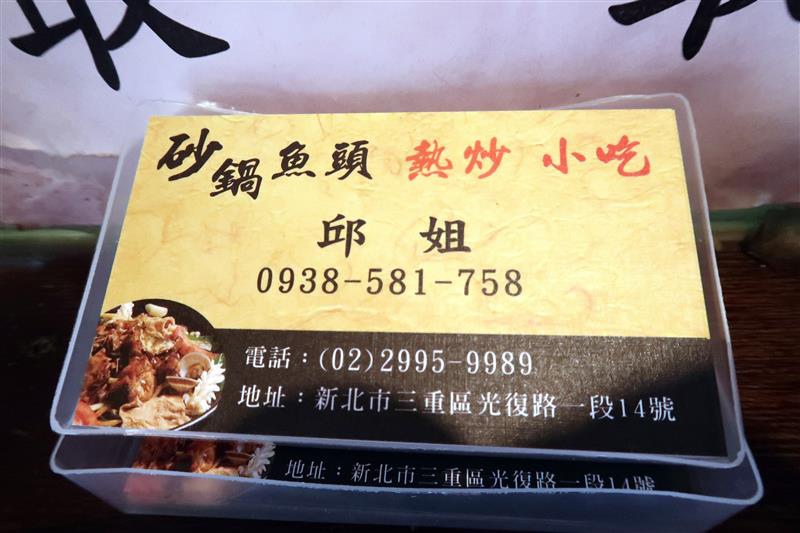 砂鍋魚頭 熱炒 小吃
邱 姐
0938-581-758
電話：(02)2995-9989
地址：新北市三重區光復路一段14號
地址：新北市三重區光復路一段14號